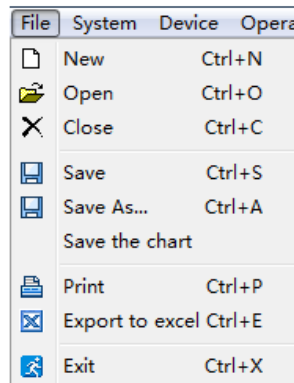 File System Device Opera
New Ctrl+N
Open Ctrl+O
Close Ctrl+C
Save Ctrl+S
Save As... Ctrl+A
Save the chart
Print Ctrl+P
Export to excel Ctrl+E
Exit Ctrl+X